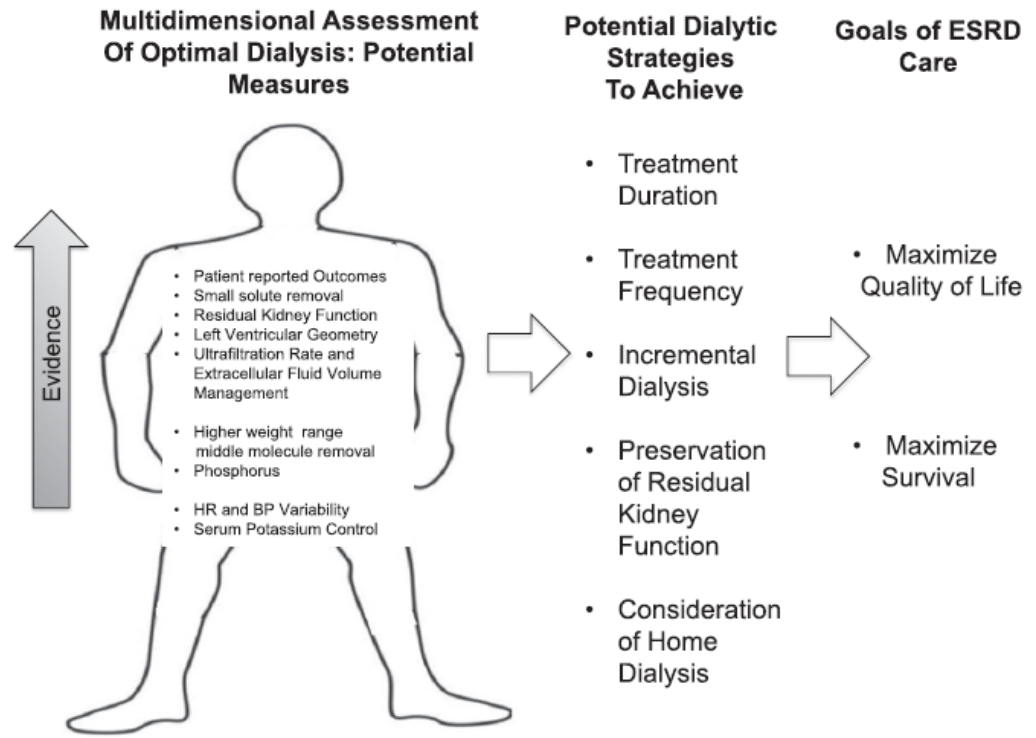 Multidimensional Assessment
Of Optimal Dialysis: Potential
Measures
Evidence
• Patient reported Outcomes
• Small solute removal
• Residual Kidney Function
• Left Ventricular Geometry
• Ultrafiltration Rate and
Extracellular Fluid Volume
Management
• Higher weight range
middle molecule removal
• Phosphorus
• HR and BP Variability
• Serum Potassium Control
Potential Dialytic
Strategies
To Achieve
• Treatment
Duration
• Treatment
Frequency
• Incremental
Dialysis
• Preservation
of Residual
Kidney
Function
• Consideration
of Home
Dialysis
Goals of ESRD
Care
• Maximize
Quality of Life
• Maximize
Survival